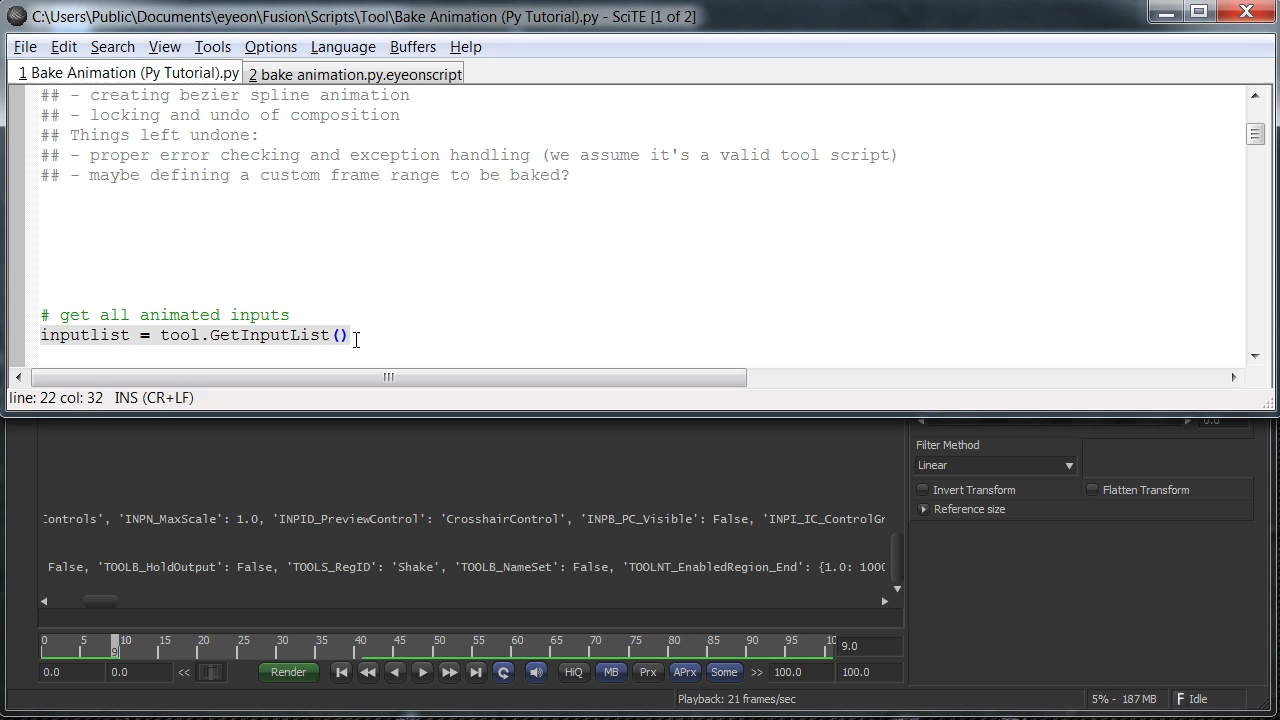 C:\Users\Public\Documents\eyeon\Fusion\Scripts\Tool\Bake Animation (Py Tutorial).py - SciTE [1 of 2]
File Edit Search View Tools Options Language Buffers Help
1 Bake Animation (Py Tutorial).py 2 bake animation.py.eyeonscript
## - creating bezier spline animation
## - locking and undo of composition
## Things left undone:
## - proper error checking and exception handling (we assume it's a valid tool script)
## - maybe defining a custom frame range to be baked?
# get all animated inputs
inputlist = tool.GetInputList()
line: 22 col: 32 INS (CR+LF)
0.0
Filter Method
Linear
Invert Transform Flatten Transform
Reference size
Controls', 'INPN_MaxScale': 1.0, 'INPID_PreviewControl': 'CrosshairControl', 'INPB_PC_Visible': False, 'INPI_IC_ControlGr
False, 'TOOLB_HoldOutput': False, 'TOOLS_RegID': 'Shake', 'TOOLB_NameSet': False, 'TOOLNT_EnabledRegion_End': {1.0: 1000
0 5 9 10 15 20 25 30 35 40 45 50 55 60 65 70 75 80 85 90 95 10 9.0
0.0 0.0 << Render HiQ MB Prx APrx Some >> 100.0 100.0
Playback: 21 frames/sec 5% - 187 MB Idle